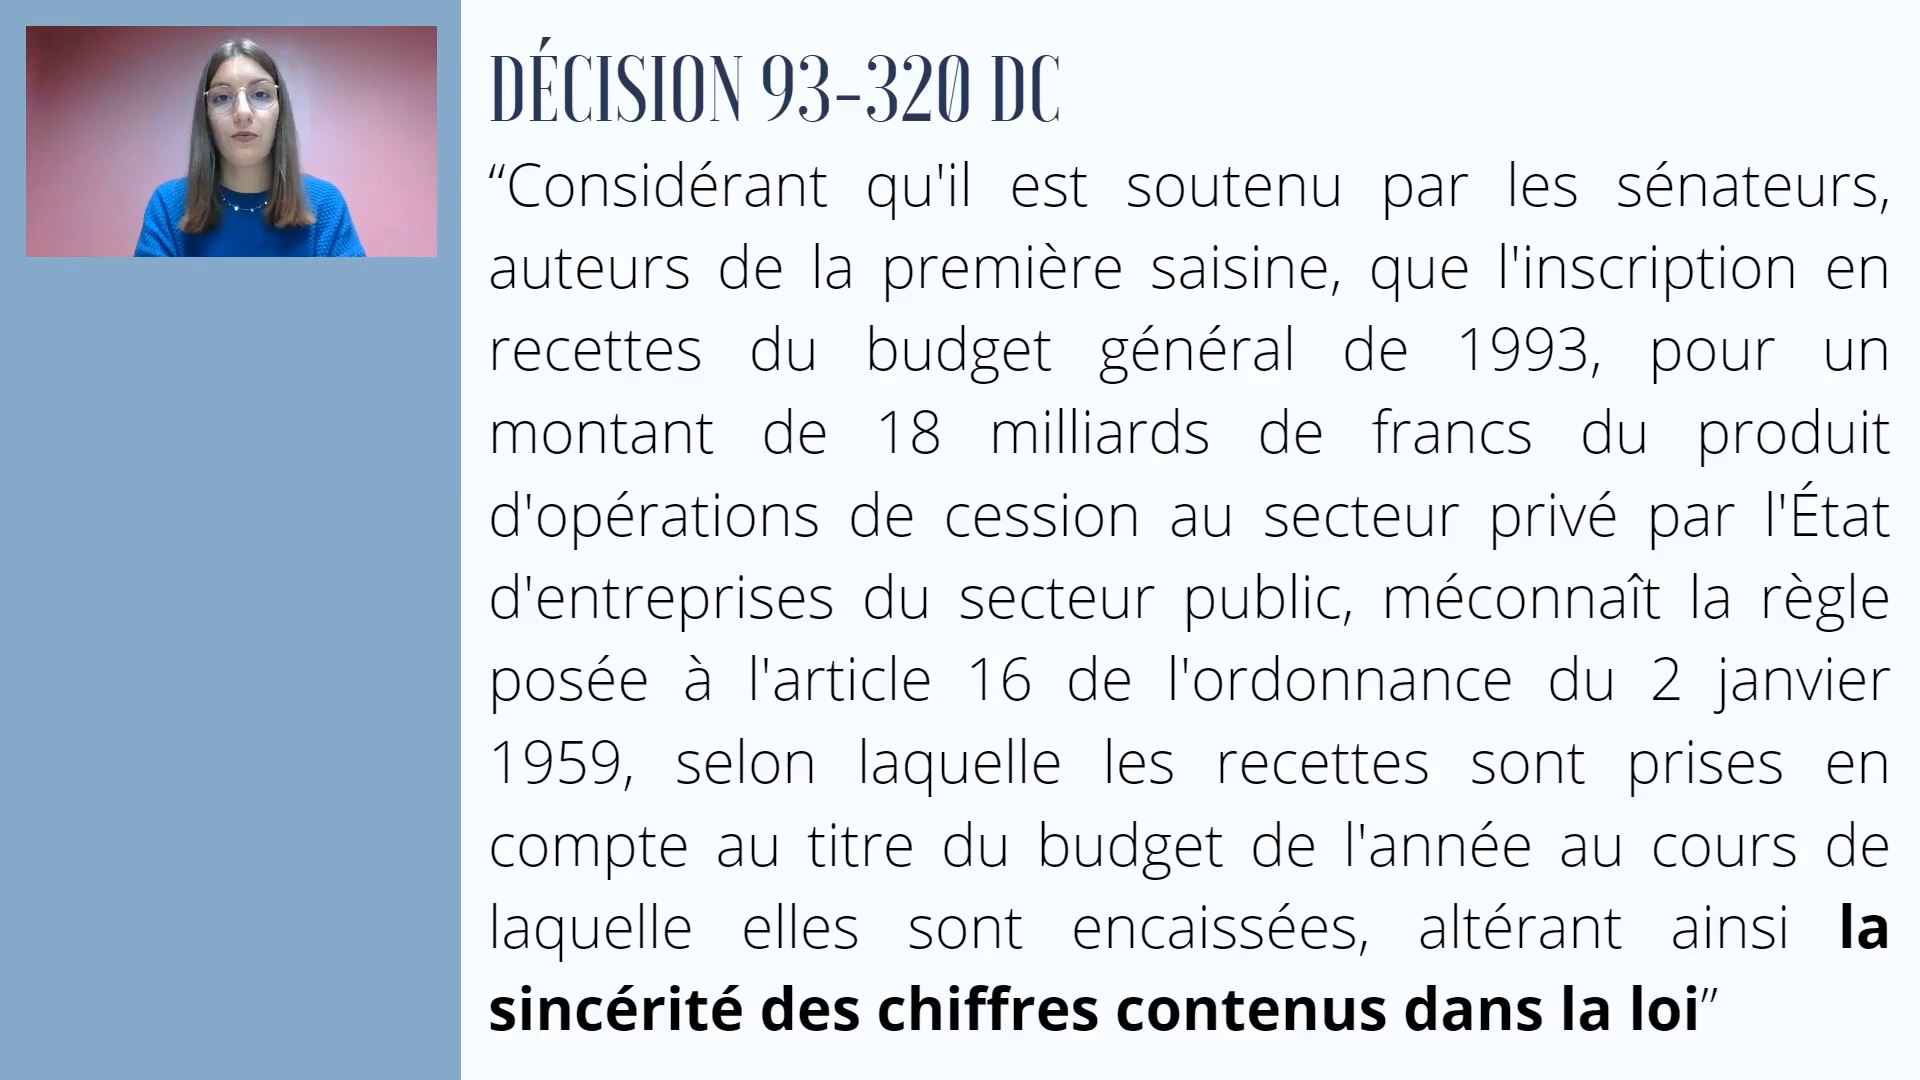 DÉCISION 93-320 DC
“Considérant qu'il est soutenu par les sénateurs,
auteurs de la première saisine, que l'inscription en
recettes du budget général de 1993, pour un
montant de 18 milliards de francs du produit
d'opérations de cession au secteur privé par l'État
d'entreprises du secteur public, méconnaît la règle
posée à l'article 16 de l'ordonnance du 2 janvier
1959, selon laquelle les recettes sont prises en
compte au titre du budget de l'année au cours de
laquelle elles sont encaissées, altérant ainsi la
sincérité des chiffres contenus dans la loi”